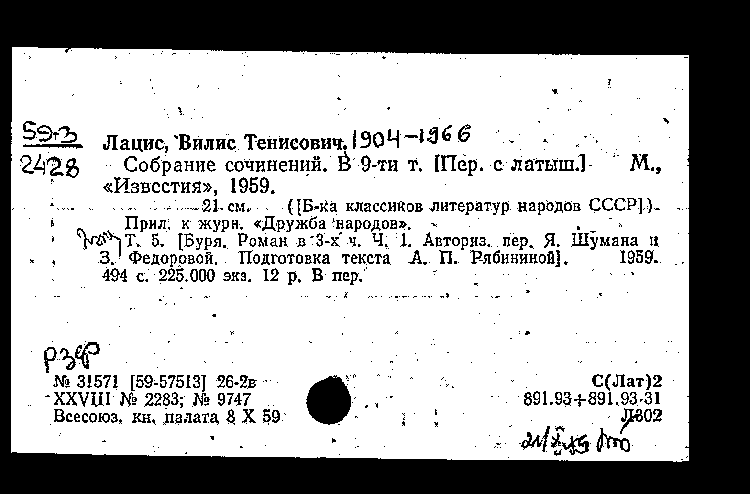 59-3
2428
Лацис, Вилис Тенисович, 1904-1966
Собрание сочинений. В 9-ти т. [Пер. с латыш.] М.,
«Известия», 1959.
21 см. ([Б-ка классиков литератур народов СССР]).
Прил. к журн. «Дружба народов».
Т. 5. [Буря. Роман в 3-х ч. Ч. 1. Авториз. пер. Я. Шумана и
З. Федоровой. Подготовка текста А. П. Рябининой]. 1959.
494 с. 225.000 экз. 12 р. В пер.
№ 31571 [59-57513] 26-2в С(Лат)2
XXVIII № 2283; № 9747 891.93+891.93-31
Всесоюз. кн. палата 8 X 59 Л302